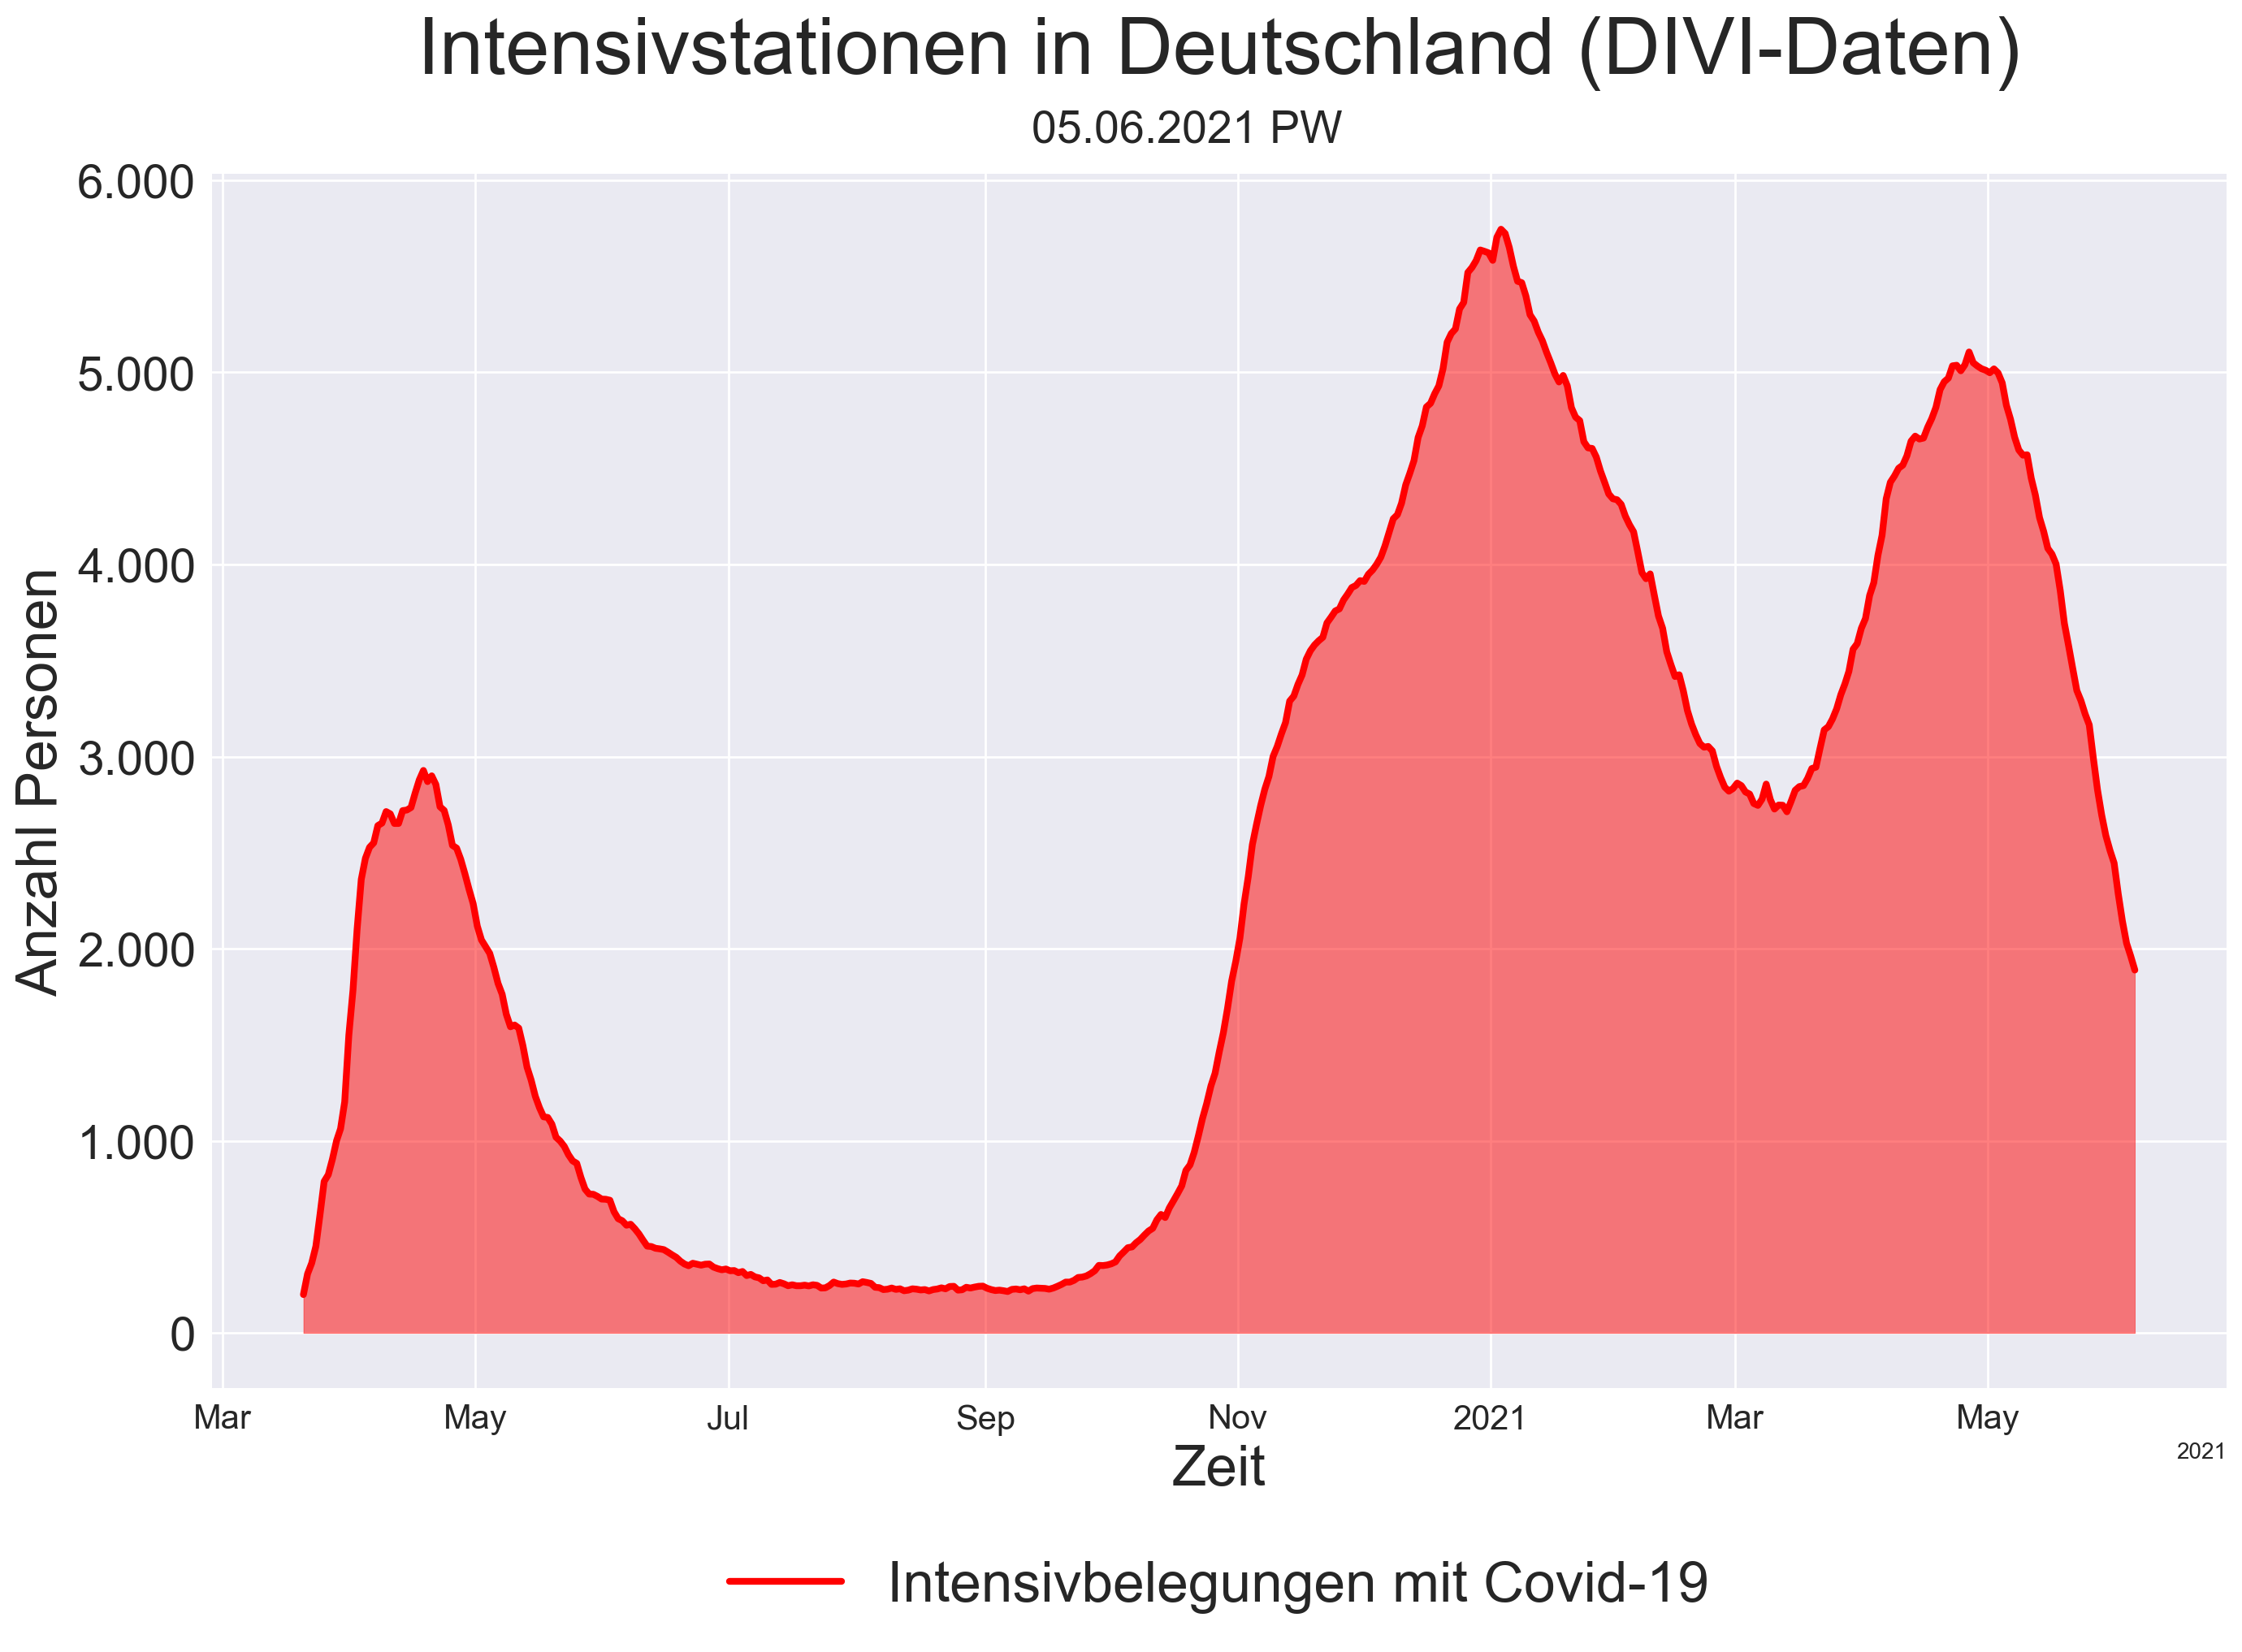 Intensivstationen in Deutschland (DIVI-Daten)
05.06.2021 PW
Anzahl Personen
6.000
5.000
4.000
3.000
2.000
1.000
0
Mar May Jul Sep Nov 2021 Mar May
2021
Zeit
Intensivbelegungen mit Covid-19